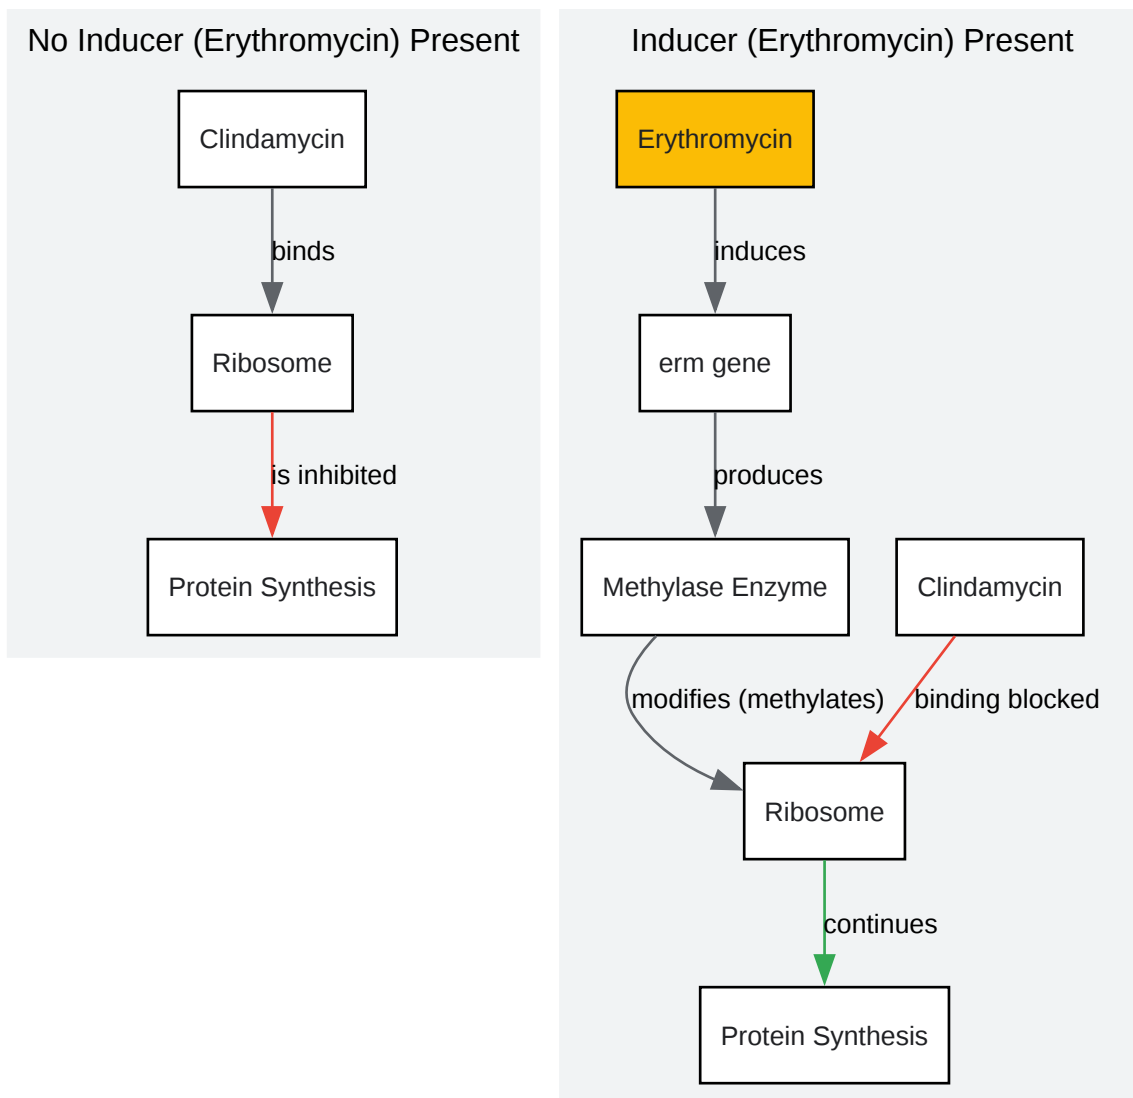 No Inducer (Erythromycin) Present
Clindamycin
binds
Ribosome
is inhibited
Protein Synthesis
Inducer (Erythromycin) Present
Erythromycin
induces
erm gene
produces
Methylase Enzyme
Clindamycin
modifies (methylates)
binding blocked
Ribosome
continues
Protein Synthesis